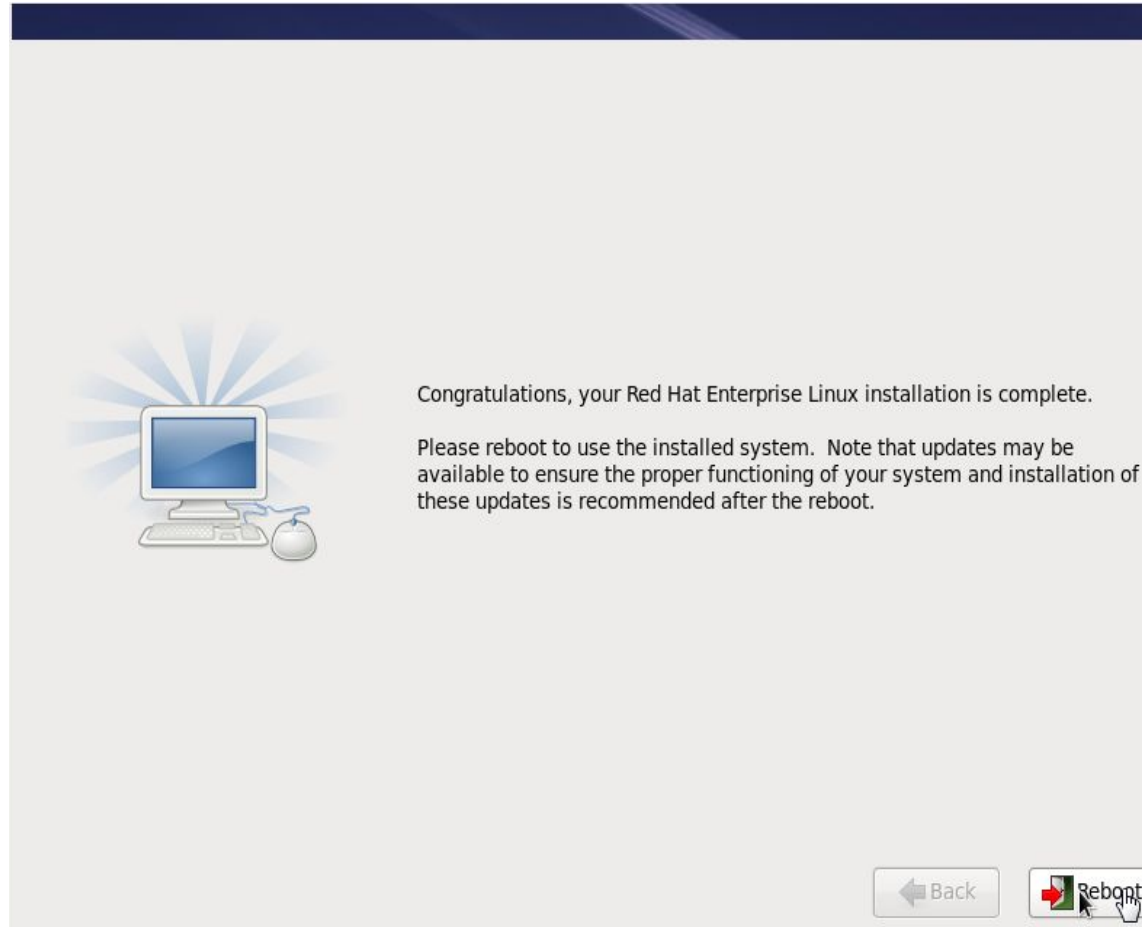 Congratulations, your Red Hat Enterprise Linux installation is complete.
Please reboot to use the installed system.  Note that updates may be
available to ensure the proper functioning of your system and installation of
these updates is recommended after the reboot.
Back
Reboot